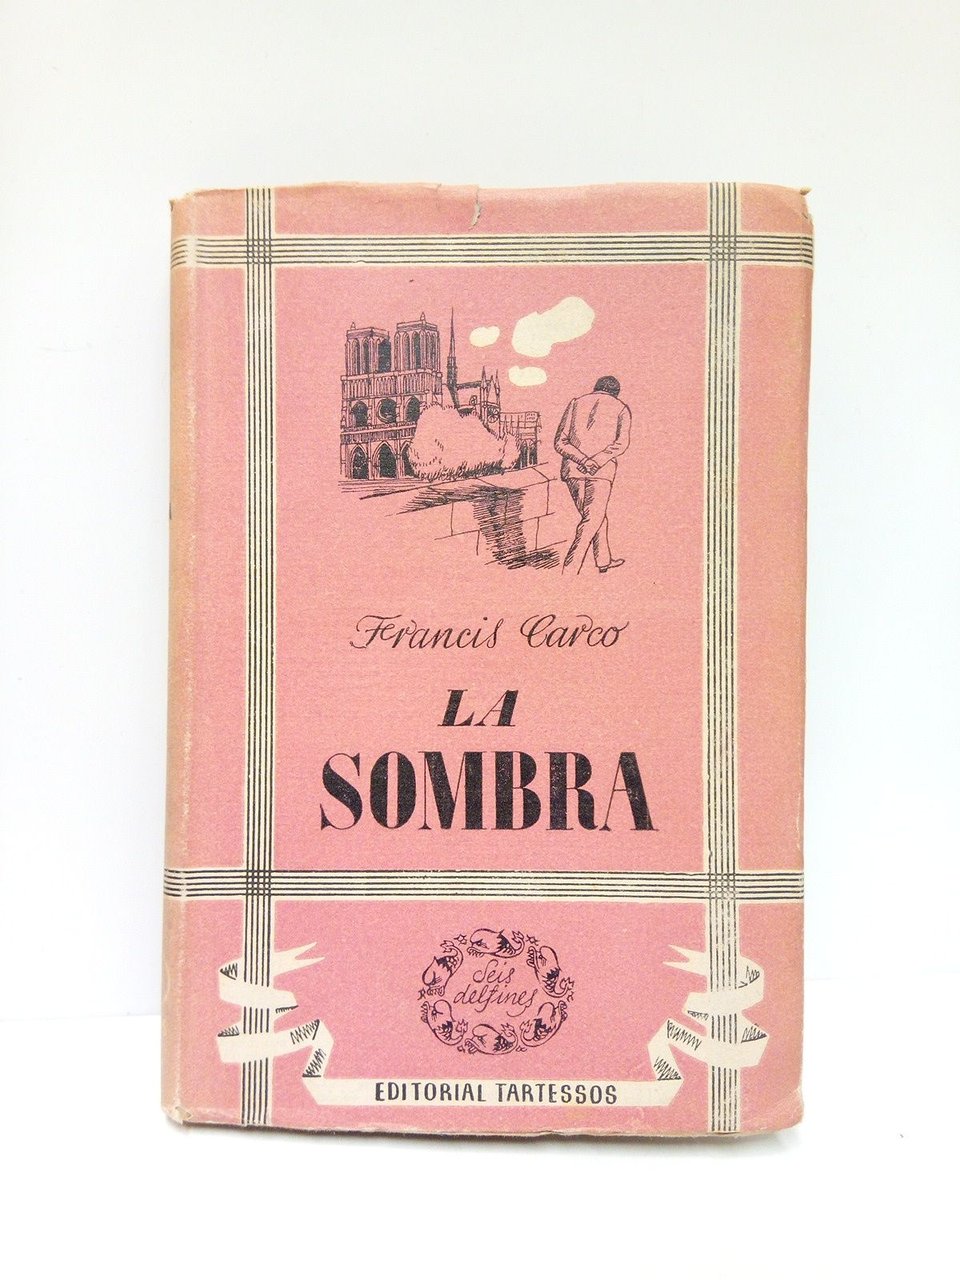 Francis Carco
LA
SOMBRA
Seis
delfines
EDITORIAL TARTESSOS